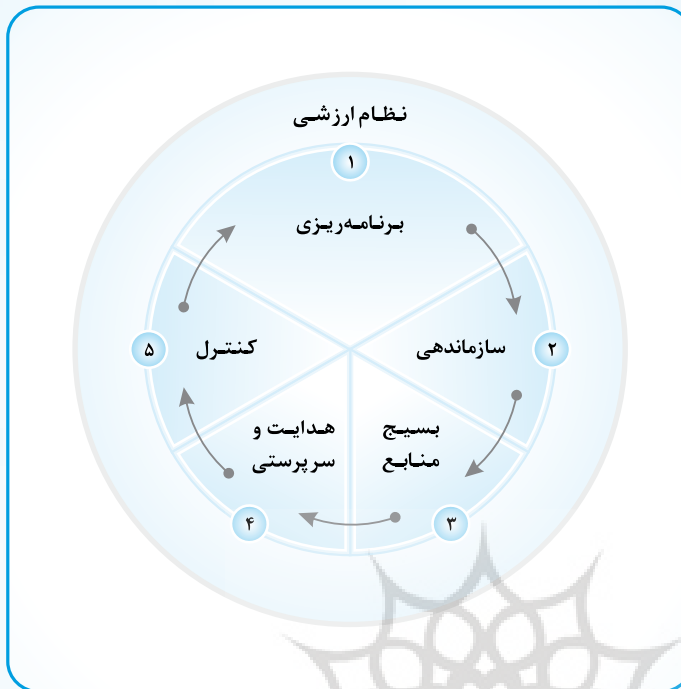 نظام ارزشی
۱
برنامه‌ریزی
۲
سازماندهی
۳
بسیج
منابع
۴
هدایت و
سرپرستی
۵
کنترل